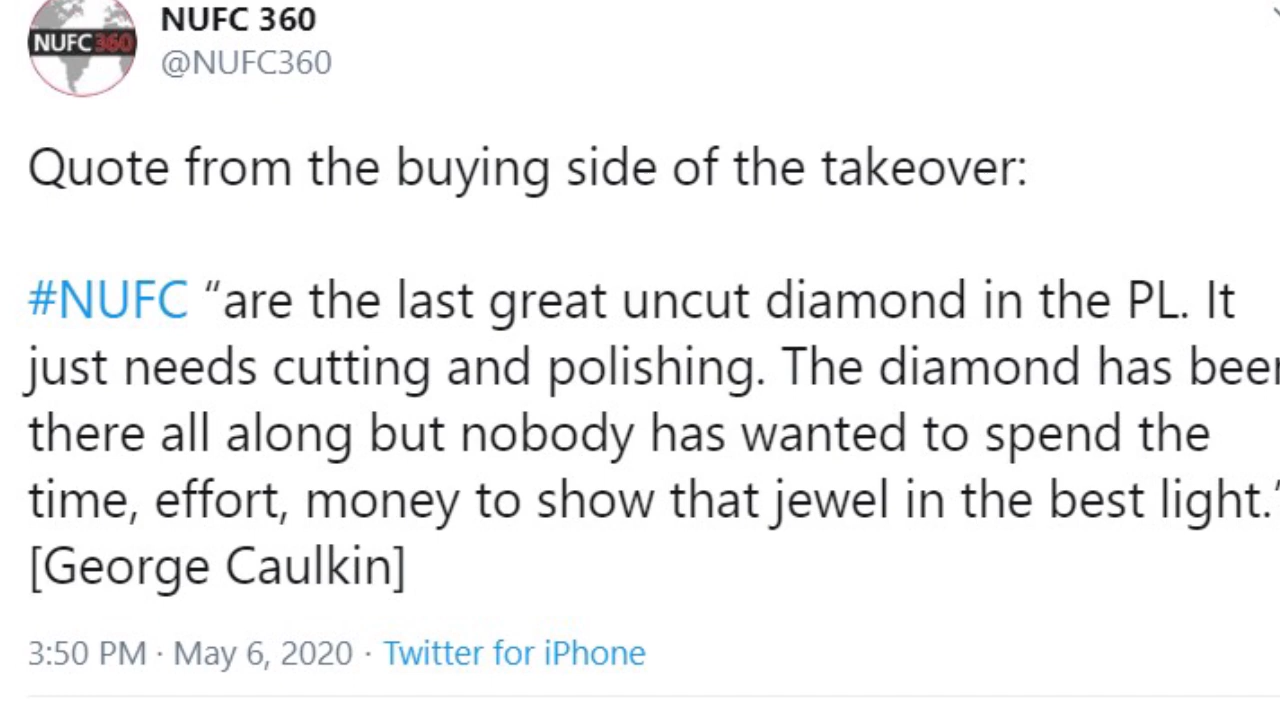 NUFC 360
NUFC360
@NUFC360
Quote from the buying side of the takeover:
#NUFC “are the last great uncut diamond in the PL. It
just needs cutting and polishing. The diamond has been
there all along but nobody has wanted to spend the
time, effort, money to show that jewel in the best light.”
[George Caulkin]
3:50 PM · May 6, 2020 · Twitter for iPhone